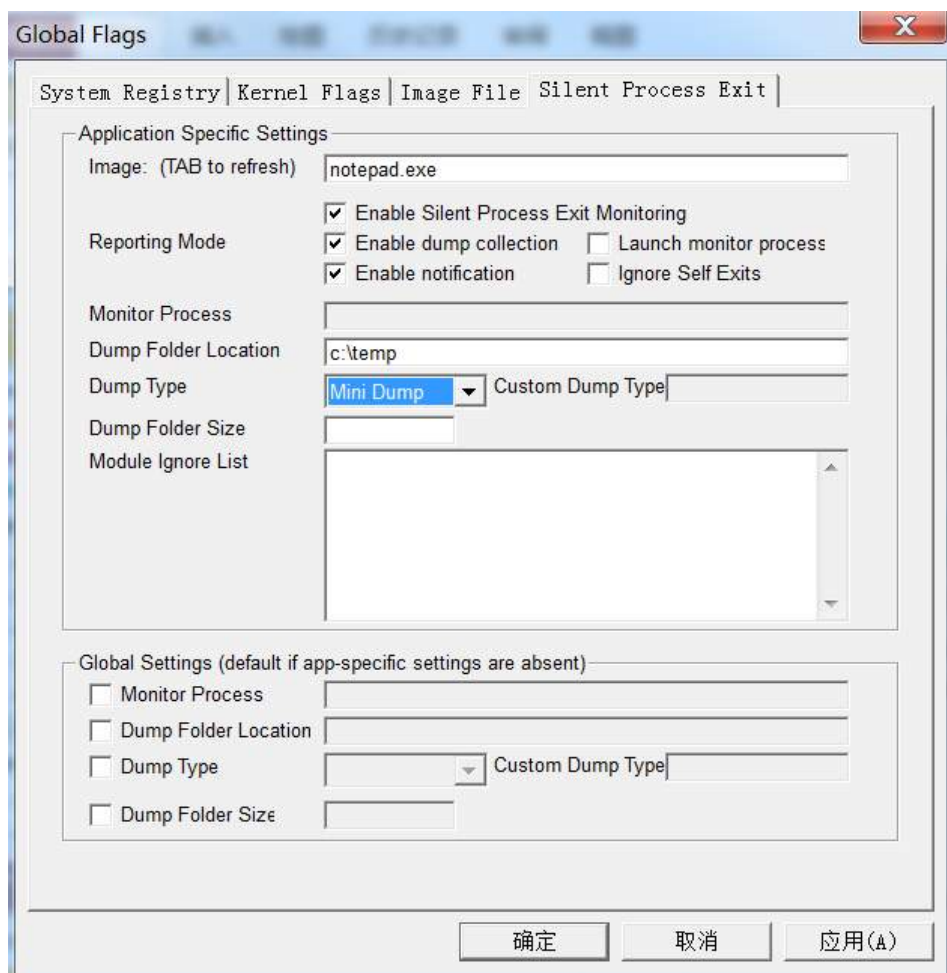 Global Flags
System Registry Kernel Flags Image File Silent Process Exit
Application Specific Settings
Image: (TAB to refresh) notepad.exe
Enable Silent Process Exit Monitoring
Reporting Mode Enable dump collection Launch monitor process
Enable notification Ignore Self Exits
Monitor Process
Dump Folder Location c:\temp
Dump Type Mini Dump Custom Dump Type
Dump Folder Size
Module Ignore List
Global Settings (default if app-specific settings are absent)
Monitor Process
Dump Folder Location
Dump Type Custom Dump Type
Dump Folder Size
确定 取消 应用(A)